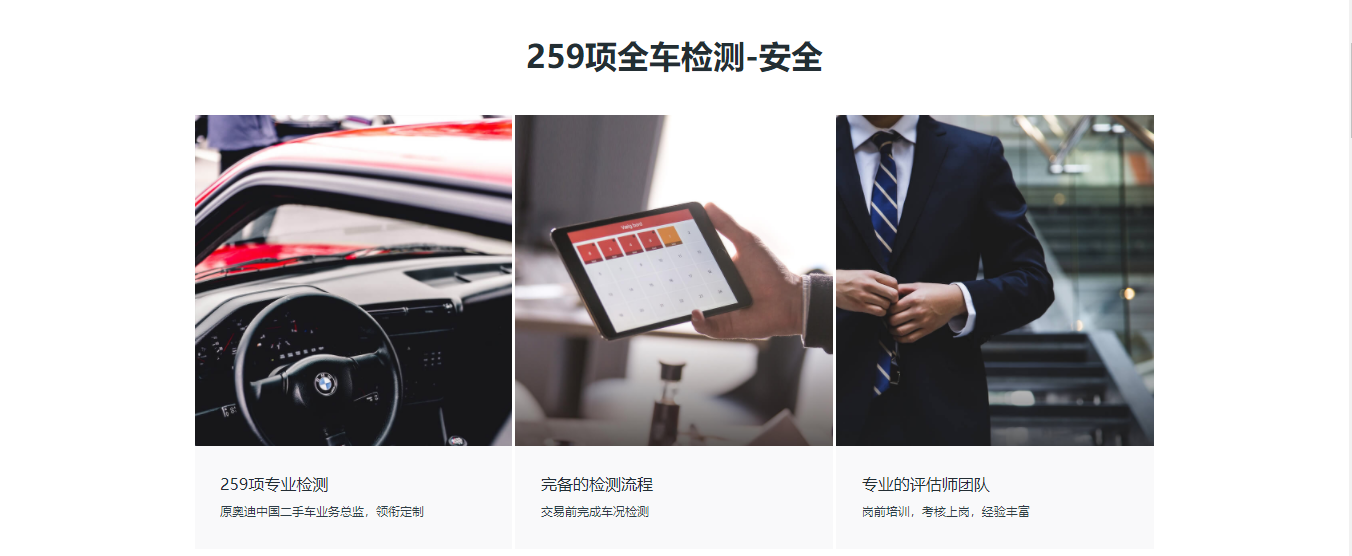 259项全车检测-安全
259项专业检测
原奥迪中国二手车业务总监，领衔定制
完备的检测流程
交易前完成车况检测
专业的评估师团队
岗前培训，考核上岗，经验丰富